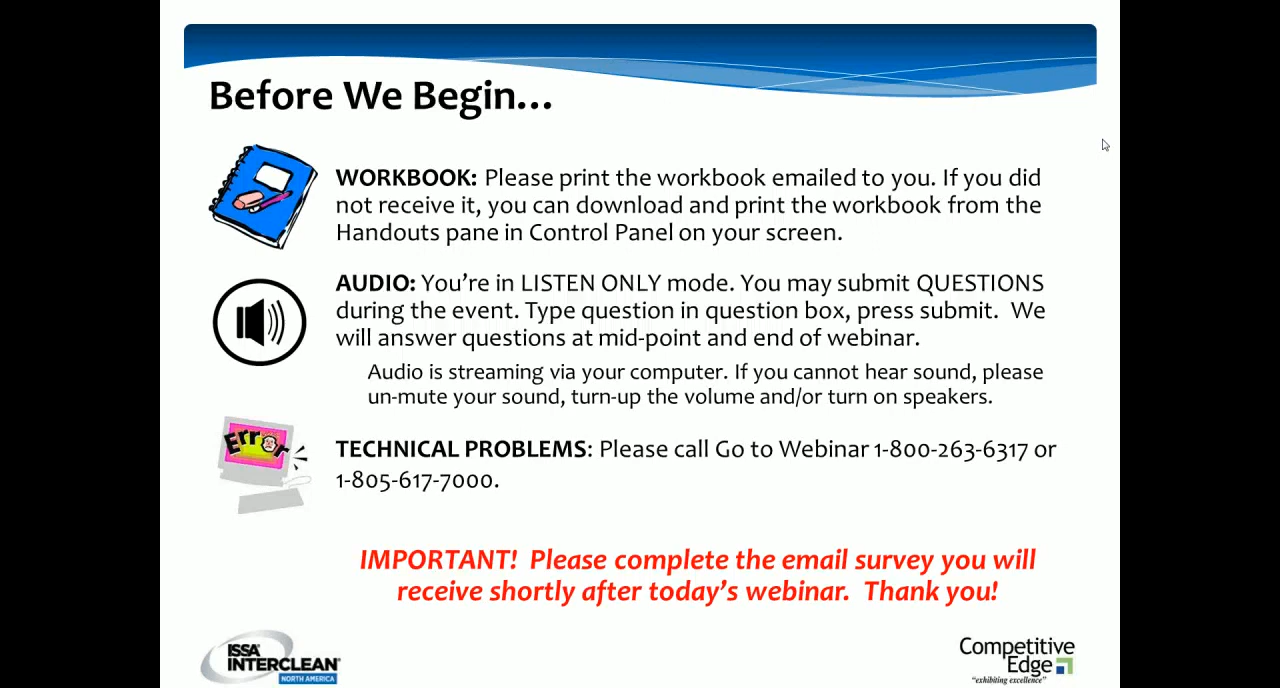 Before We Begin...
WORKBOOK: Please print the workbook emailed to you. If you did
not receive it, you can download and print the workbook from the
Handouts pane in Control Panel on your screen.
AUDIO: You're in LISTEN ONLY mode. You may submit QUESTIONS
during the event. Type question in question box, press submit.  We
will answer questions at mid-point and end of webinar.
Audio is streaming via your computer. If you cannot hear sound, please
un-mute your sound, turn-up the volume and/or turn on speakers.
Error
TECHNICAL PROBLEMS: Please call Go to Webinar 1-800-263-6317 or
1-805-617-7000.
IMPORTANT!  Please complete the email survey you will
receive shortly after today's webinar.  Thank you!
ISSA
INTERCLEAN
NORTH AMERICA
Competitive
Edge
"exhibiting excellence"